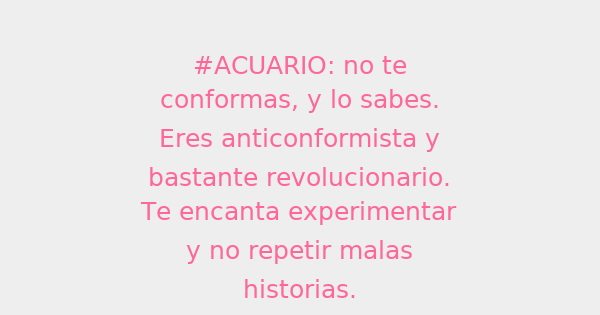 #ACUARIO: no te
conformas, y lo sabes.
Eres anticonformista y
bastante revolucionario.
Te encanta experimentar
y no repetir malas
historias.